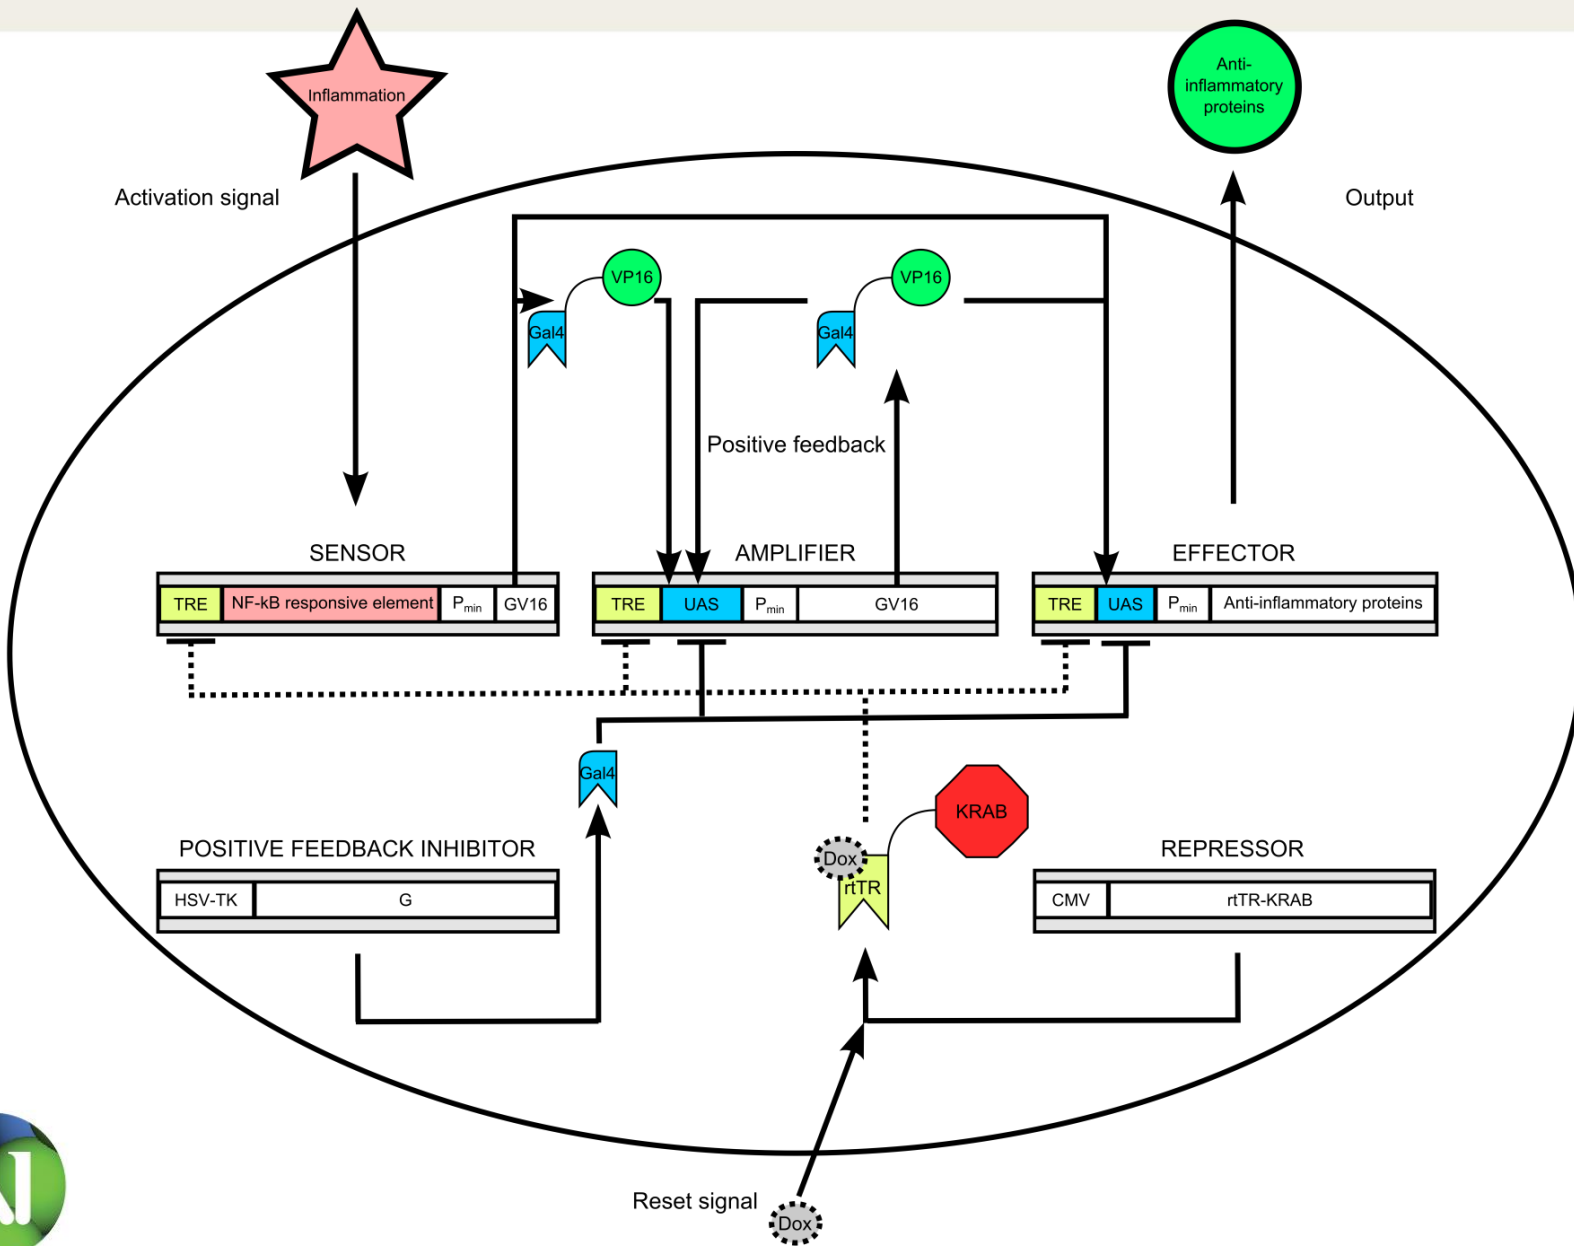 Inflammation
Anti-
inflammatory
proteins
Activation signal
Output
VP16
VP16
Gal4
Gal4
Positive feedback
SENSOR
AMPLIFIER
EFFECTOR
TRE NF-kB responsive element Pmin GV16
TRE UAS Pmin GV16
TRE UAS Pmin Anti-inflammatory proteins
Gal4
KRAB
POSITIVE FEEDBACK INHIBITOR
Dox
REPRESSOR
rtTR
HSV-TK G
CMV rtTR-KRAB
Reset signal
Dox